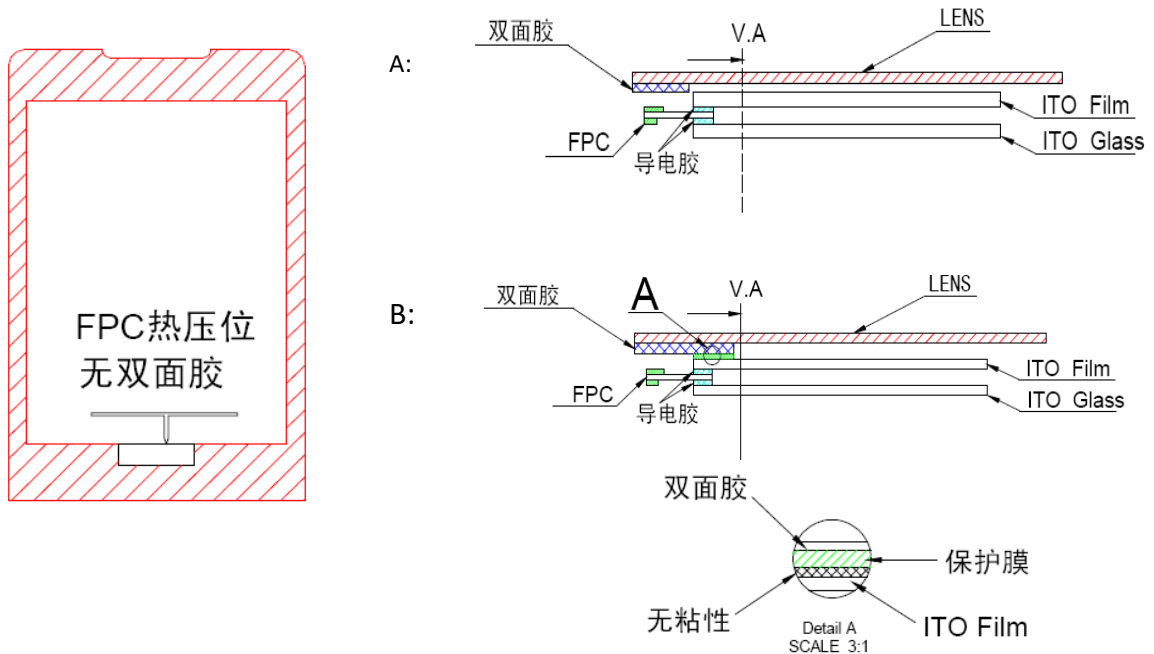 FPC热压位
无双面胶
A:
双面胶
V.A
LENS
ITO Film
ITO Glass
FPC
导电胶
B:
双面胶
A
V.A
LENS
ITO Film
ITO Glass
FPC
导电胶
双面胶
保护膜
无粘性
ITO Film
Detail A
SCALE 3:1